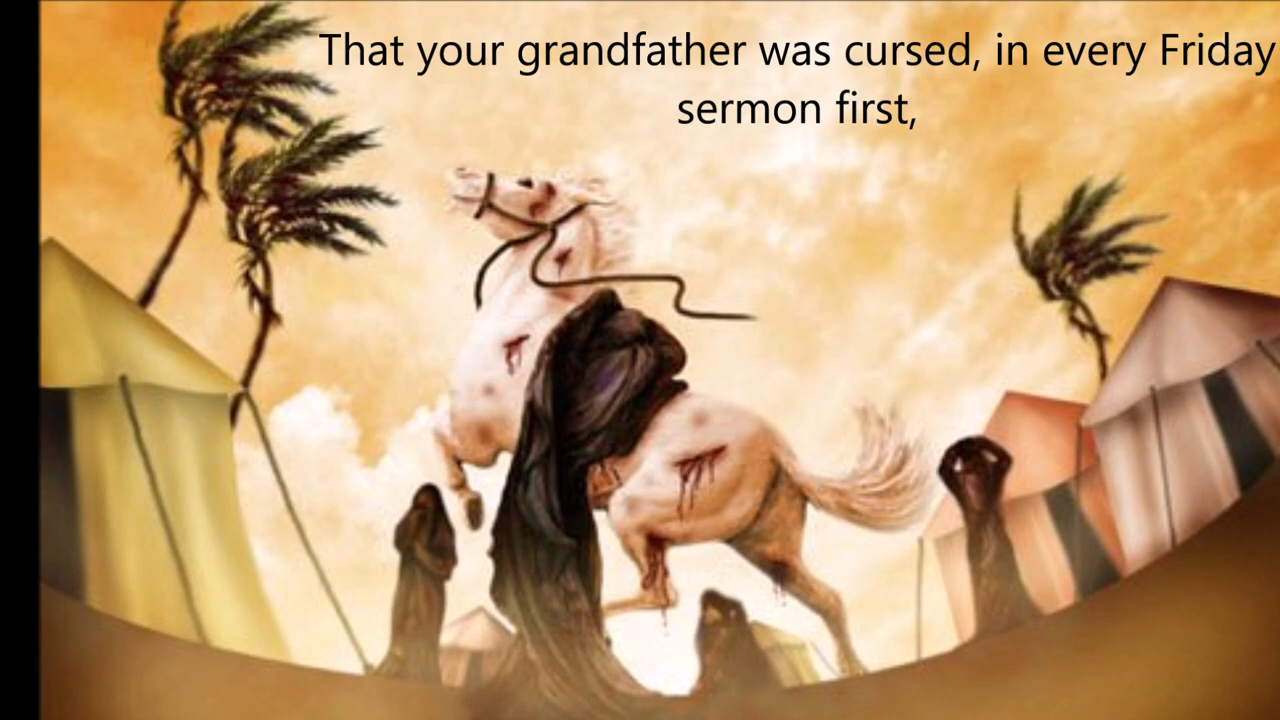 That your grandfather was cursed, in every Friday
sermon first,